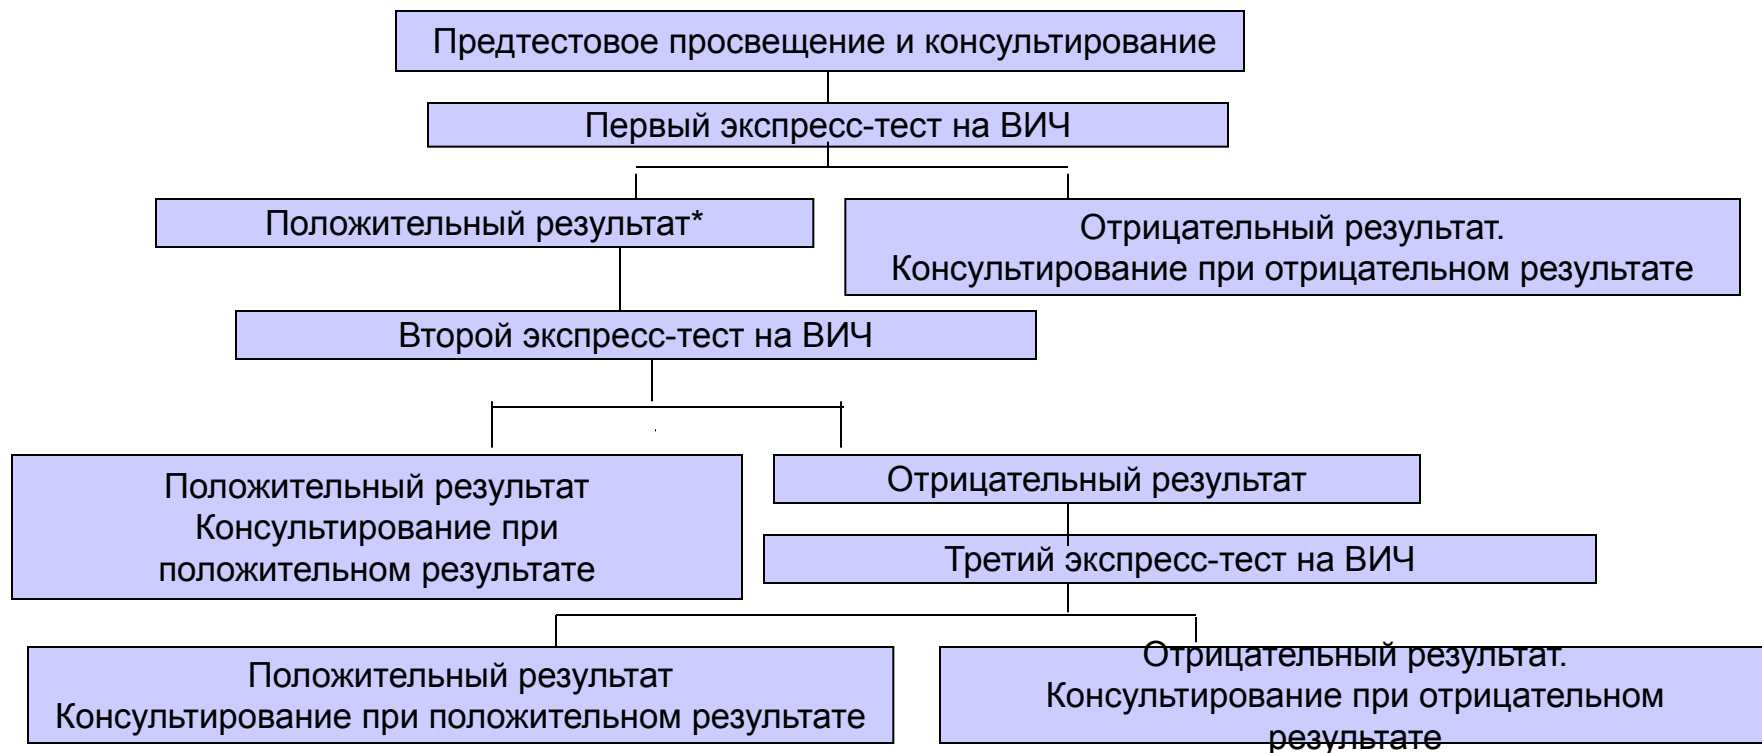 Предтестовое просвещение и консультирование
Первый экспресс-тест на ВИЧ
Положительный результат*
Отрицательный результат.
Консультирование при отрицательном результате
Второй экспресс-тест на ВИЧ
Положительный результат
Консультирование при
положительном результате
Отрицательный результат
Третий экспресс-тест на ВИЧ
Положительный результат
Консультирование при положительном результате
Отрицательный результат.
Консультирование при отрицательном
результате